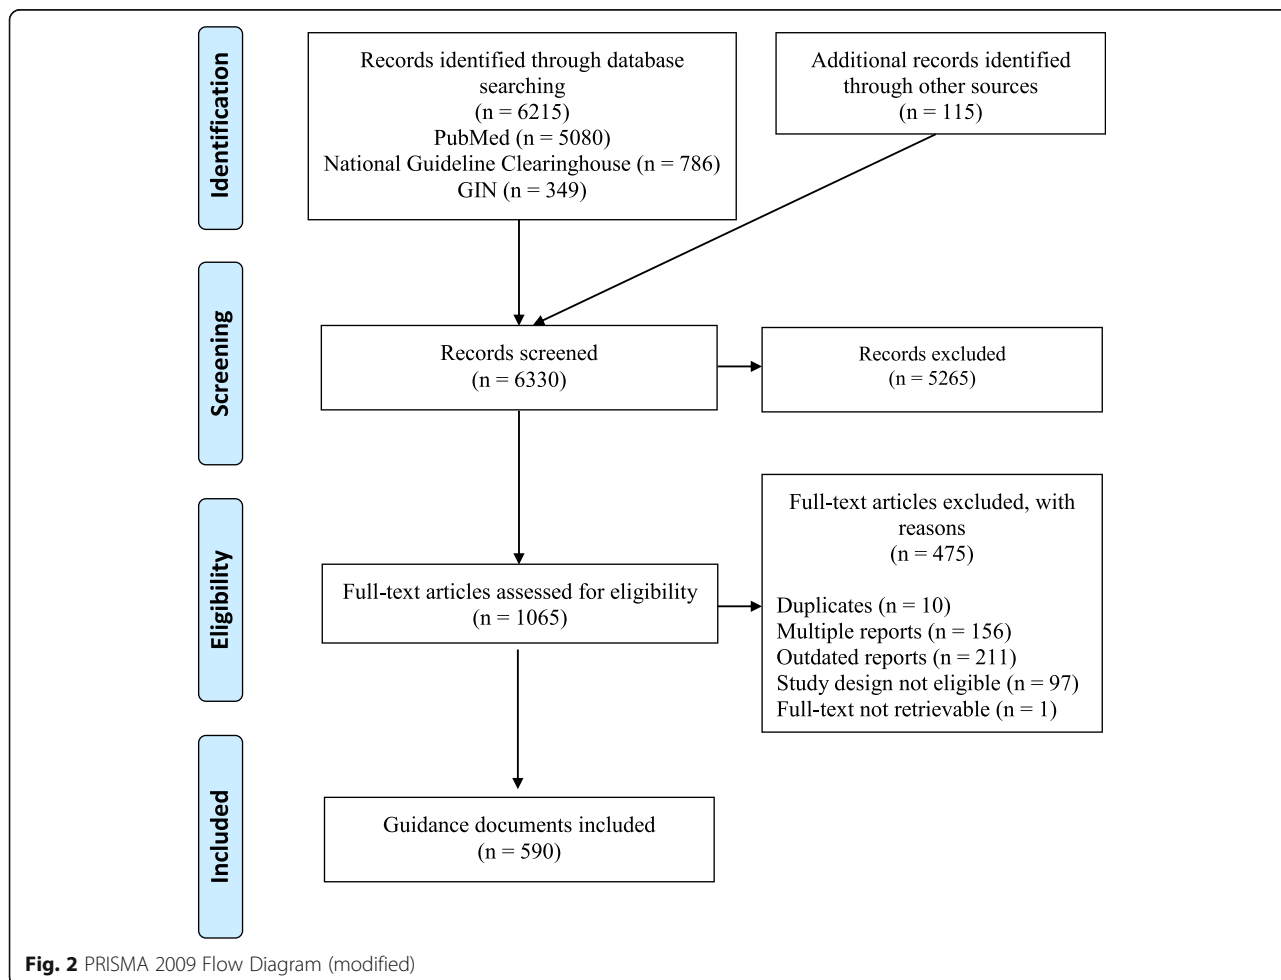 Identification
Records identified through database
searching
(n = 6215)
PubMed (n = 5080)
National Guideline Clearinghouse (n = 786)
GIN (n = 349)
Additional records identified
through other sources
(n = 115)
Screening
Records screened
(n = 6330)
Records excluded
(n = 5265)
Eligibility
Full-text articles assessed for eligibility
(n = 1065)
Full-text articles excluded, with
reasons
(n = 475)
Duplicates (n = 10)
Multiple reports (n = 156)
Outdated reports (n = 211)
Study design not eligible (n = 97)
Full-text not retrievable (n = 1)
Included
Guidance documents included
(n = 590)
Fig. 2 PRISMA 2009 Flow Diagram (modified)